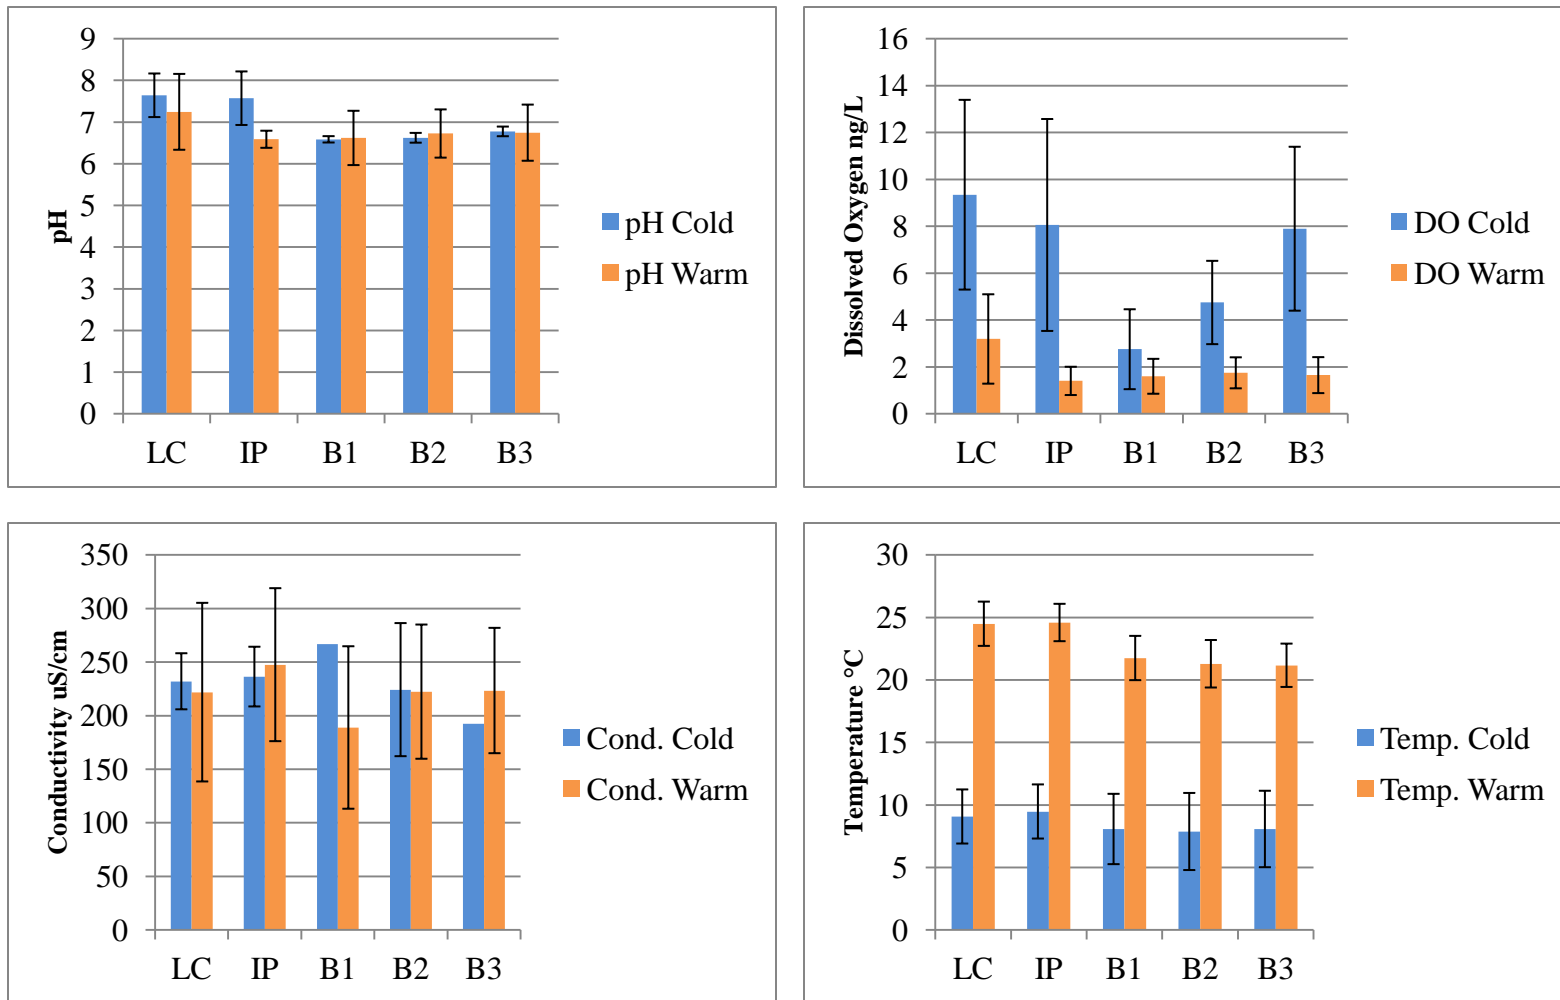 9
8
7
6
5
4
3
2
1
0
pH
LC IP B1 B2 B3
pH Cold
pH Warm
16
14
12
10
8
6
4
2
0
Dissolved Oxygen ng/L
LC IP B1 B2 B3
DO Cold
DO Warm
350
300
250
200
150
100
50
0
Conductivity uS/cm
LC IP B1 B2 B3
Cond. Cold
Cond. Warm
30
25
20
15
10
5
0
Temperature °C
LC IP B1 B2 B3
Temp. Cold
Temp. Warm